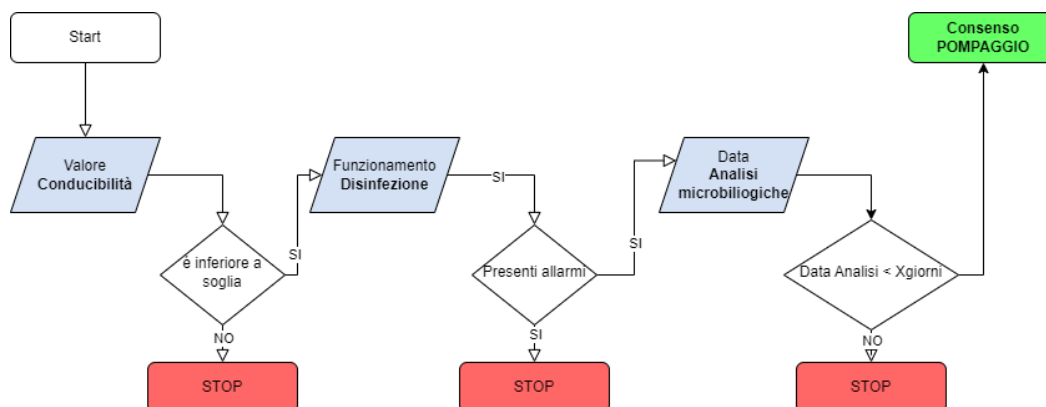 Start
Consenso
POMPAGGIO
Valore
Conducibilità
Funzionamento
Disinfezione
SI
Data
Analisi
microbiliogiche
è inferiore a
soglia
SI
Presenti allarmi
SI
Data Analisi < Xgiorni
NO
SI
NO
STOP
STOP
STOP